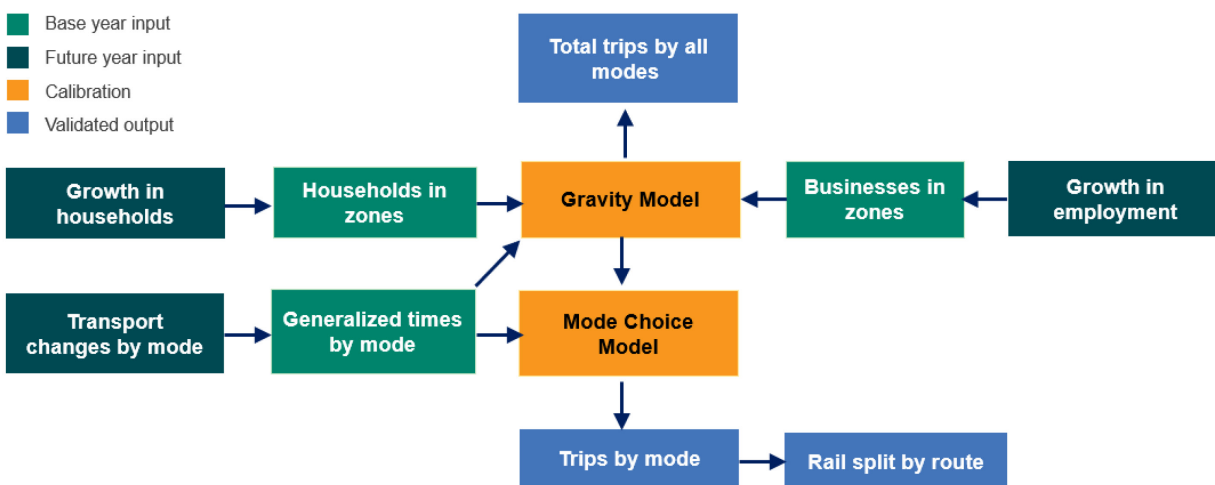 Base year input
Future year input
Calibration
Validated output
Total trips by all
modes
Growth in
households
Households in
zones
Gravity Model
Businesses in
zones
Growth in
employment
Transport
changes by mode
Generalized times
by mode
Mode Choice
Model
Trips by mode
Rail split by route